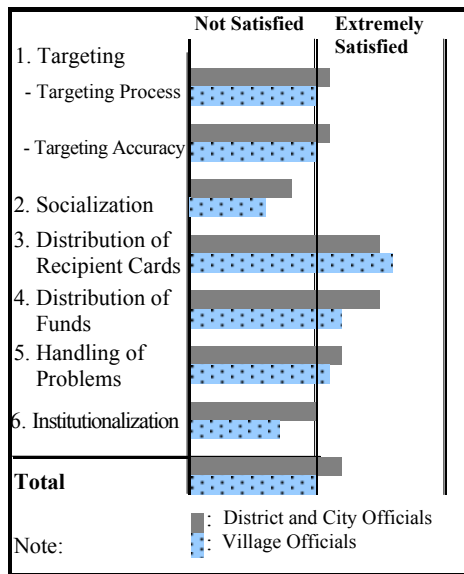 Not Satisfied
Extremely
Satisfied
1. Targeting
- Targeting Process
- Targeting Accuracy
2. Socialization
3. Distribution of
Recipient Cards
4. Distribution of
Funds
5. Handling of
Problems
6. Institutionalization
Total
Note:
: District and City Officials
: Village Officials